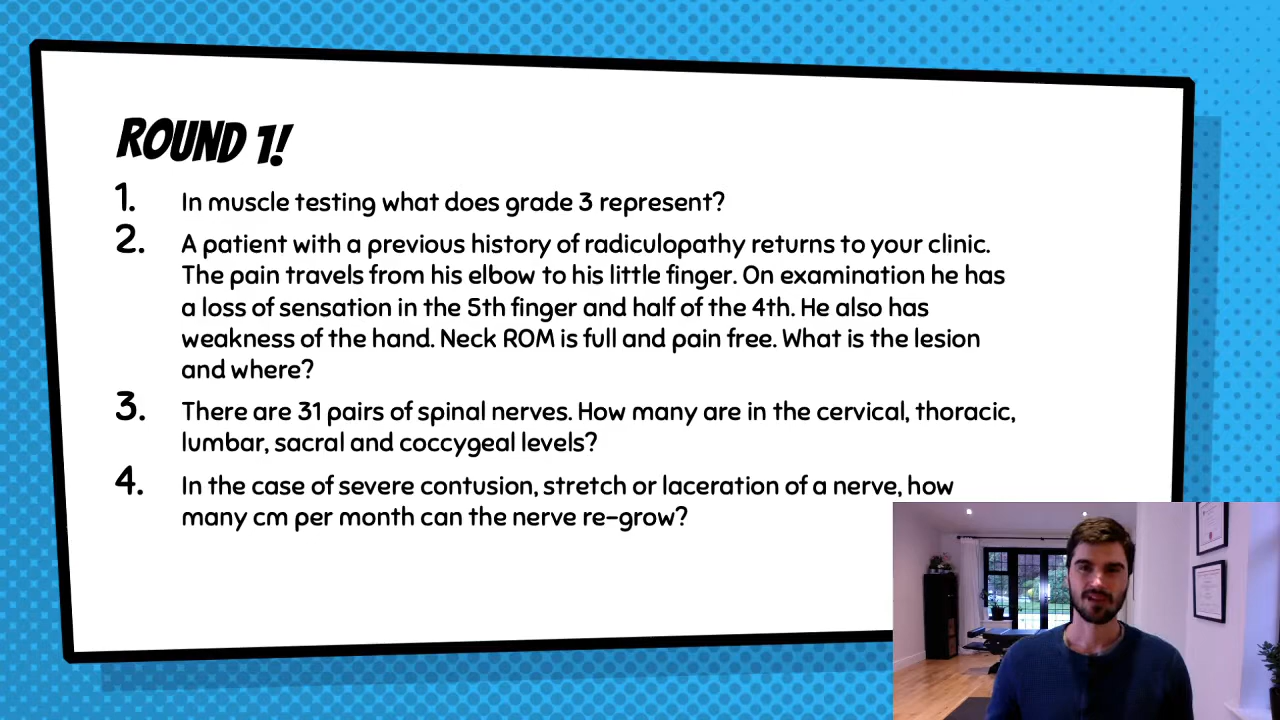 ROUND 1!
1. In muscle testing what does grade 3 represent?
2. A patient with a previous history of radiculopathy returns to your clinic.
The pain travels from his elbow to his little finger. On examination he has
a loss of sensation in the 5th finger and half of the 4th. He also has
weakness of the hand. Neck ROM is full and pain free. What is the lesion
and where?
3. There are 31 pairs of spinal nerves. How many are in the cervical, thoracic,
lumbar, sacral and coccygeal levels?
4. In the case of severe contusion, stretch or laceration of a nerve, how
many cm per month can the nerve re-grow?